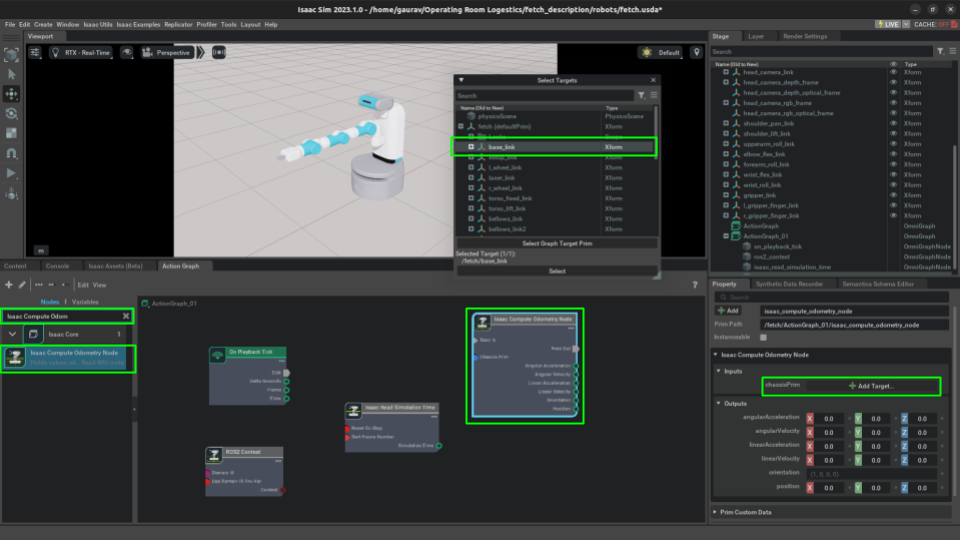 Isaac Sim 2023.1.0 - /home/gaurav/Operating Room Logestics/fetch_description/robots/fetch.usda*
File Edit Create Window Isaac Utils Isaac Examples Replicator Profiler Tools Layout Help
LIVE
CACHE: OFF
Viewport
RTX - Real-Time
Perspective
Default
m
Select Targets
Search
Name (Old to New) Type
physicsScene PhysicsScene
fetch (defaultPrim) Xform
base_link Xform
l_wheel_link Xform
laser_link Xform
r_wheel_link Xform
torso_fixed_link Xform
torso_lift_link Xform
bellows_link Xform
bellows_link2 Xform
Select Graph Target Prim
Selected Target (1/1):
/fetch/base_link
Select
Stage Layer Render Settings
Search
Name (Old to New) Type
head_camera_link Xform
head_camera_depth_frame Xform
head_camera_depth_optical_frame Xform
head_camera_rgb_frame Xform
head_camera_rgb_optical_frame Xform
shoulder_pan_link Xform
shoulder_lift_link Xform
upperarm_roll_link Xform
elbow_flex_link Xform
forearm_roll_link Xform
wrist_flex_link Xform
wrist_roll_link Xform
gripper_link Xform
l_gripper_finger_link Xform
r_gripper_finger_link Xform
ActionGraph OmniGraph
ActionGraph_01 OmniGraph
on_playback_tick OmniGraphNode
ros2_context OmniGraphNode
isaac_read_simulation_time OmniGraphNode
Content Console Isaac Assets (Beta) Action Graph
Edit View
Nodes Variables
Isaac Compute Odom
Isaac Core 1
Isaac Compute Odometry Node
ActionGraph_01
On Playback Tick
Tick
Delta Seconds
Frame
Time
ROS2 Context
Domain ID
Use Domain ID Env Var
Context
Isaac Read Simulation Time
Reset On Stop
Swh Frame Number
Simulation Time
Isaac Compute Odometry Node
Exec In
Exec Out
Chassis Prim
Angular Acceleration
Angular Velocity
Linear Acceleration
Linear Velocity
Orientation
Position
Property Synthetic Data Recorder Semantics Schema Editor
Search
Add isaac_compute_odometry_node
Prim Path /fetch/ActionGraph_01/isaac_compute_odometry_node
Instanceable
Isaac Compute Odometry Node
Inputs
chassisPrim Add Target...
Outputs
angularAcceleration X 0.0 Y 0.0 Z 0.0
angularVelocity X 0.0 Y 0.0 Z 0.0
linearAcceleration X 0.0 Y 0.0 Z 0.0
linearVelocity X 0.0 Y 0.0 Z 0.0
orientation (1, 0, 0, 0)
position X 0.0 Y 0.0 Z 0.0
Prim Custom Data